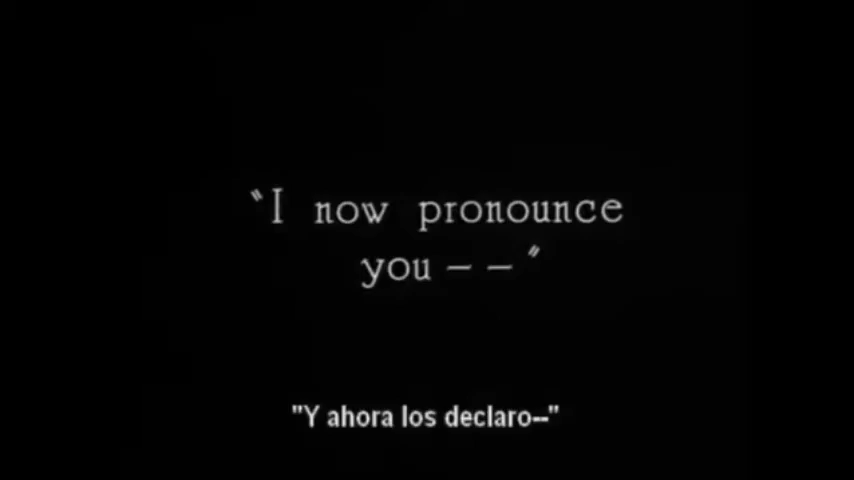 "I now pronounce
you — — "
"Y ahora los declaro--"